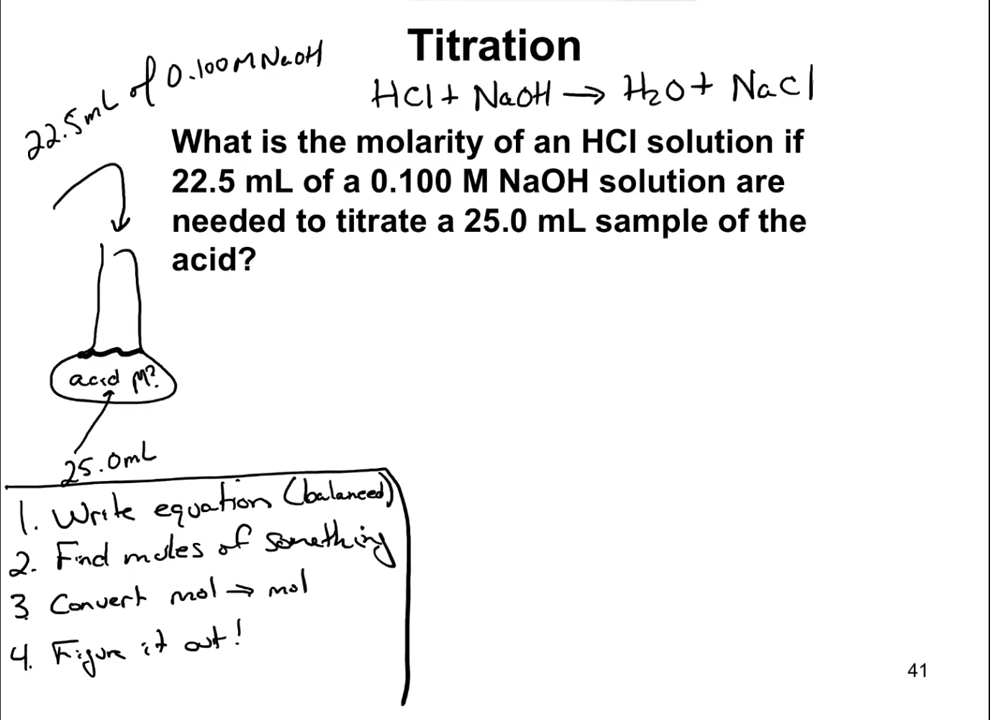 Titration
22.5mL of 0.100M NaOH
HCl + NaOH → H₂O + NaCl
What is the molarity of an HCl solution if
22.5 mL of a 0.100 M NaOH solution are
needed to titrate a 25.0 mL sample of the
acid?
acid M?
25.0mL
1. Write equation (balanced)
2. Find moles of something
3 Convert mol → mol
4. Figure it out!
41